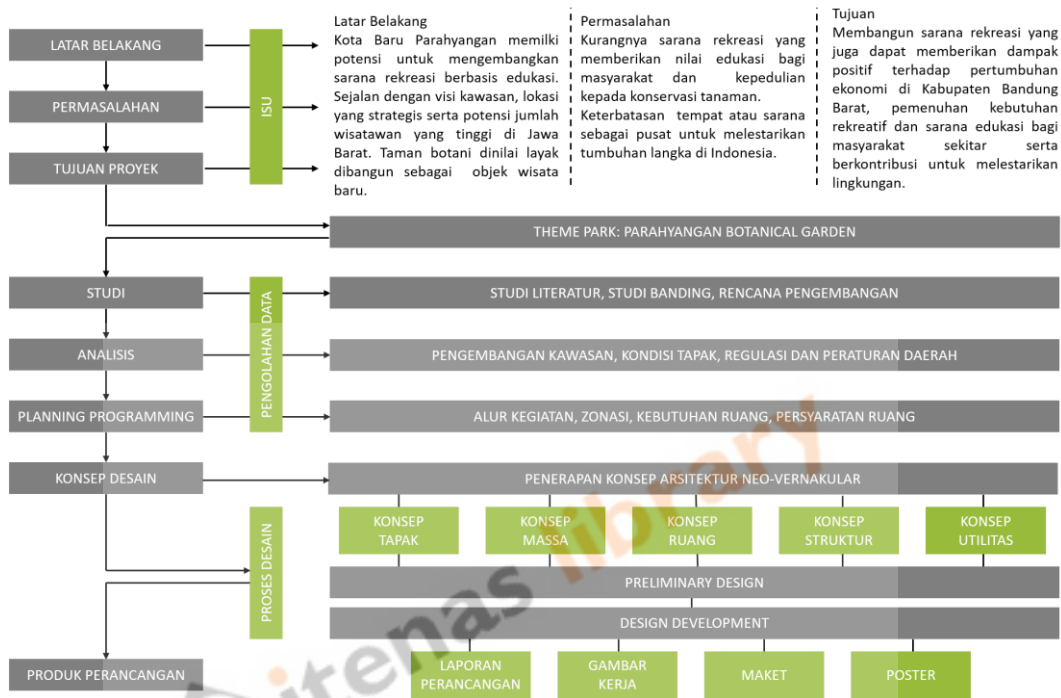 LATAR BELAKANG
PERMASALAHAN
TUJUAN PROYEK
ISU
Latar Belakang
Kota Baru Parahyangan memilki
potensi untuk mengembangkan
sarana rekreasi berbasis edukasi.
Sejalan dengan visi kawasan, lokasi
yang strategis serta potensi jumlah
wisatawan yang tinggi di Jawa
Barat. Taman botani dinilai layak
dibangun sebagai objek wisata
baru.
Permasalahan
Kurangnya sarana rekreasi yang
memberikan nilai edukasi bagi
masyarakat dan kepedulian
kepada konservasi tanaman.
Keterbatasan tempat atau sarana
sebagai pusat untuk melestarikan
tumbuhan langka di Indonesia.
Tujuan
Membangun sarana rekreasi yang
juga dapat memberikan dampak
positif terhadap pertumbuhan
ekonomi di Kabupaten Bandung
Barat, pemenuhan kebutuhan
rekreatif dan sarana edukasi bagi
masyarakat sekitar serta
berkontribusi untuk melestarikan
lingkungan.
THEME PARK: PARAHYANGAN BOTANICAL GARDEN
STUDI
ANALISIS
PLANNING PROGRAMMING
PENGOLAHAN DATA
STUDI LITERATUR, STUDI BANDING, RENCANA PENGEMBANGAN
PENGEMBANGAN KAWASAN, KONDISI TAPAK, REGULASI DAN PERATURAN DAERAH
ALUR KEGIATAN, ZONASI, KEBUTUHAN RUANG, PERSYARATAN RUANG
KONSEP DESAIN
PENERAPAN KONSEP ARSITEKTUR NEO-VERNAKULAR
KONSEP
TAPAK
KONSEP
MASSA
KONSEP
RUANG
KONSEP
STRUKTUR
KONSEP
UTILITAS
PROSES DESAIN
PRELIMINARY DESIGN
DESIGN DEVELOPMENT
PRODUK PERANCANGAN
LAPORAN
PERANCANGAN
GAMBAR
KERJA
MAKET
POSTER
itenas library